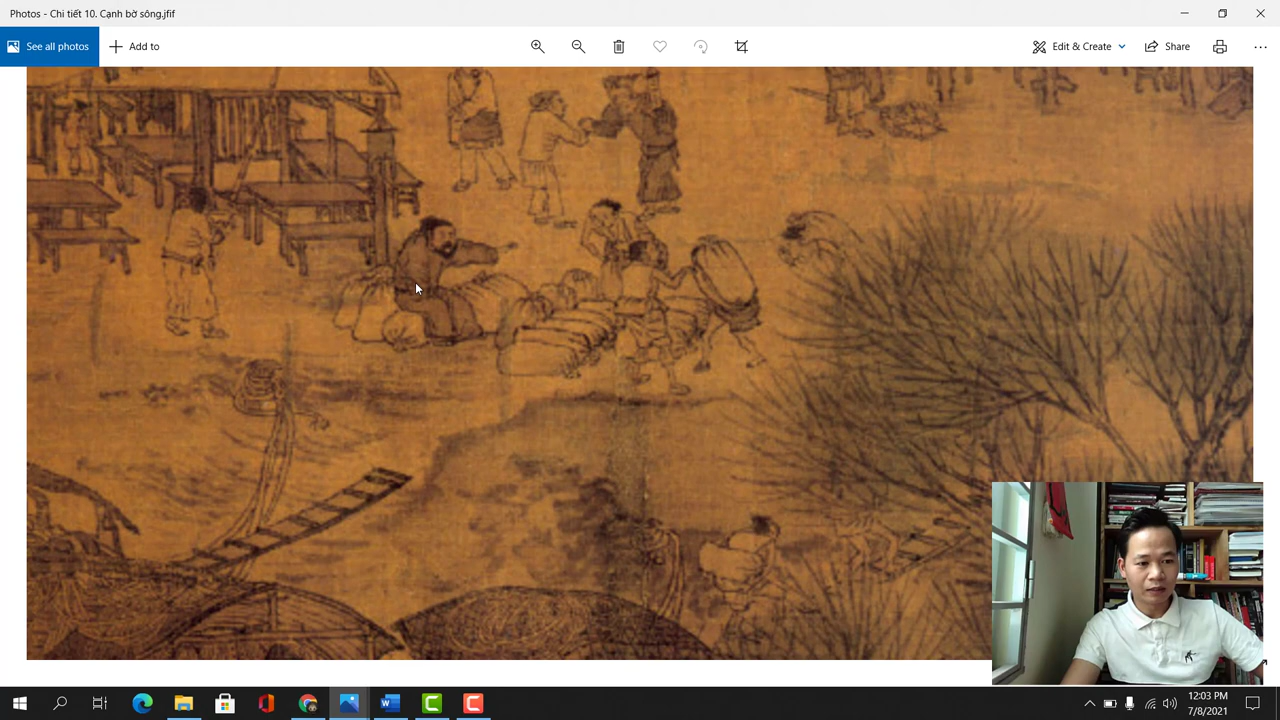 Photos - Chi tiết 10. Cạnh bờ sông.jfif
See all photos
Add to
Edit & Create
Share
12:03 PM
7/8/2021